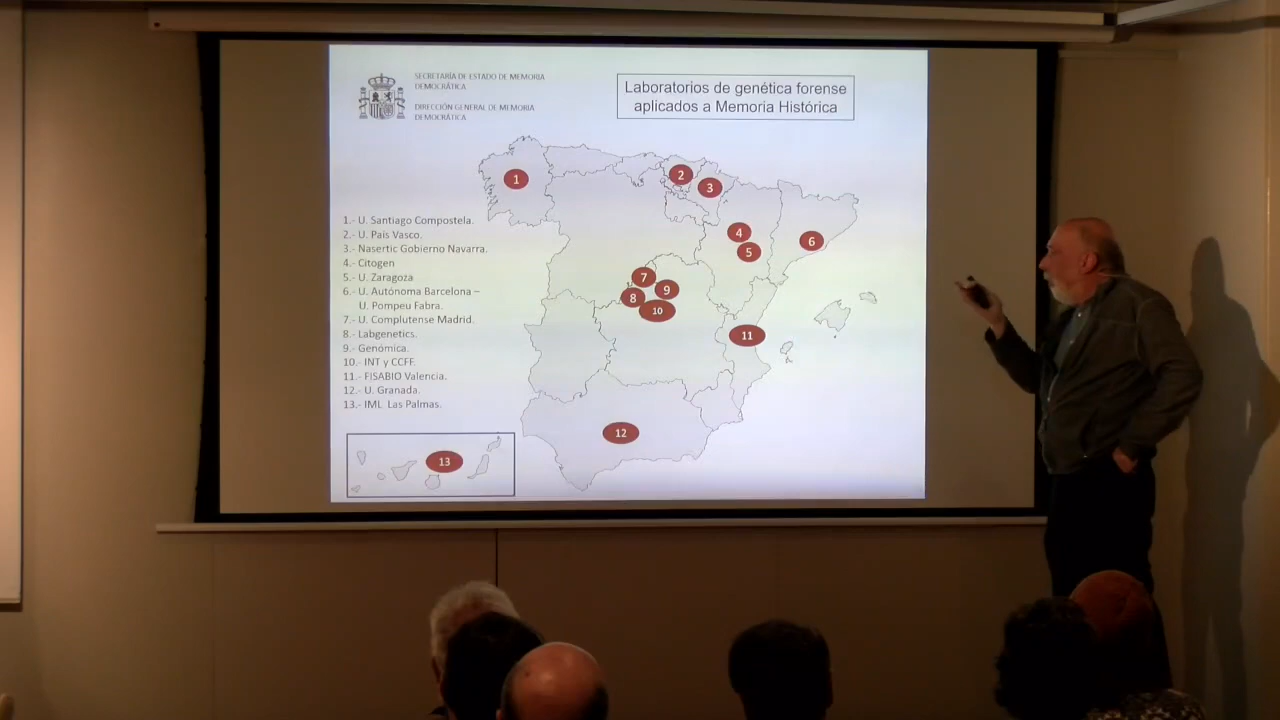 SECRETARÍA DE ESTADO DE MEMORIA
DEMOCRÁTICA
DIRECCIÓN GENERAL DE MEMORIA
DEMOCRÁTICA
Laboratorios de genética forense
aplicados a Memoria Histórica
1.- U. Santiago Compostela.
2.- U. País Vasco.
3.- Nasertic Gobierno Navarra.
4.- Citogen
5.- U. Zaragoza
6.- U. Autónoma Barcelona –
U. Pompeu Fabra.
7.- U. Complutense Madrid.
8.- Labgenetics.
9.- Genómica.
10.- INT y CCFF.
11.- FISABIO Valencia.
12.- U. Granada.
13.- IML Las Palmas.
1
2
3
4
5
6
7
8
9
10
11
12
13